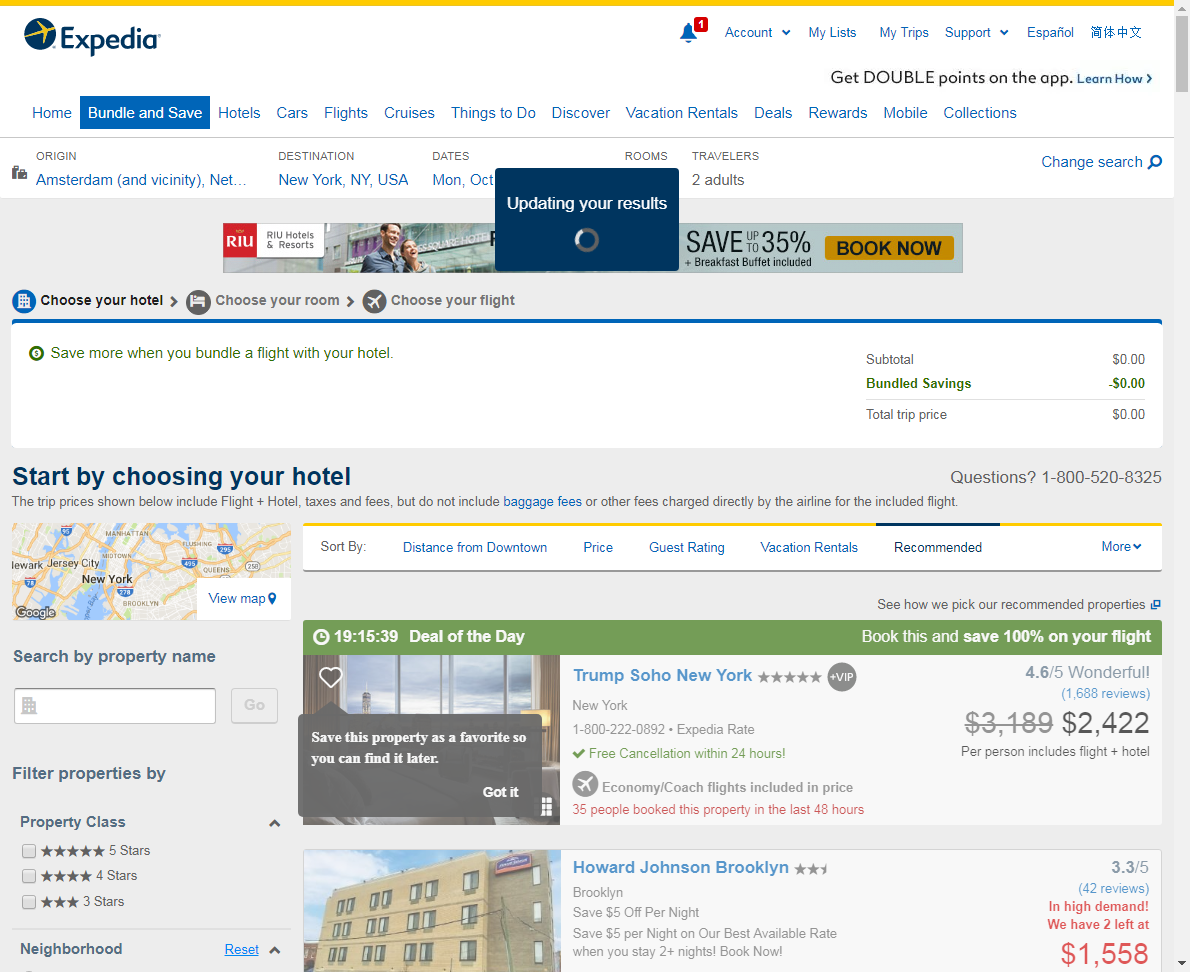 Expedia
1
Account
My Lists
My Trips
Support
Español
简体中文
Get DOUBLE points on the app. Learn How
Home
Bundle and Save
Hotels
Cars
Flights
Cruises
Things to Do
Discover
Vacation Rentals
Deals
Rewards
Mobile
Collections
ORIGIN
Amsterdam (and vicinity), Net...
DESTINATION
New York, NY, USA
DATES
Mon, Oct
ROOMS
TRAVELERS
2 adults
Change search
Updating your results
RIU
RIU Hotels
& Resorts
SAVE UP TO 35%
+ Breakfast Buffet included
BOOK NOW
Choose your hotel
Choose your room
Choose your flight
Save more when you bundle a flight with your hotel.
Subtotal $0.00
Bundled Savings -$0.00
Total trip price $0.00
Start by choosing your hotel
Questions? 1-800-520-8325
The trip prices shown below include Flight + Hotel, taxes and fees, but do not include baggage fees or other fees charged directly by the airline for the included flight.
MANHATTAN
FLUSHING
95
295
MIDTOWN
lewark
Jersey City
495
QUEENS
258
78
New York
278
BROOKLYN
Google
View map
Sort By:
Distance from Downtown
Price
Guest Rating
Vacation Rentals
Recommended
More
See how we pick our recommended properties
Search by property name
Go
Filter properties by
Property Class
5 Stars
4 Stars
3 Stars
Neighborhood
Reset
19:15:39 Deal of the Day
Book this and save 100% on your flight
Save this property as a favorite so
you can find it later.
Got it
Trump Soho New York
+VIP
New York
1-800-222-0892 • Expedia Rate
Free Cancellation within 24 hours!
Economy/Coach flights included in price
35 people booked this property in the last 48 hours
4.6/5 Wonderful!
(1,688 reviews)
$3,189 $2,422
Per person includes flight + hotel
Howard Johnson Brooklyn
Brooklyn
Save $5 Off Per Night
Save $5 per Night on Our Best Available Rate
when you stay 2+ nights! Book Now!
3.3/5
(42 reviews)
In high demand!
We have 2 left at
$1,558